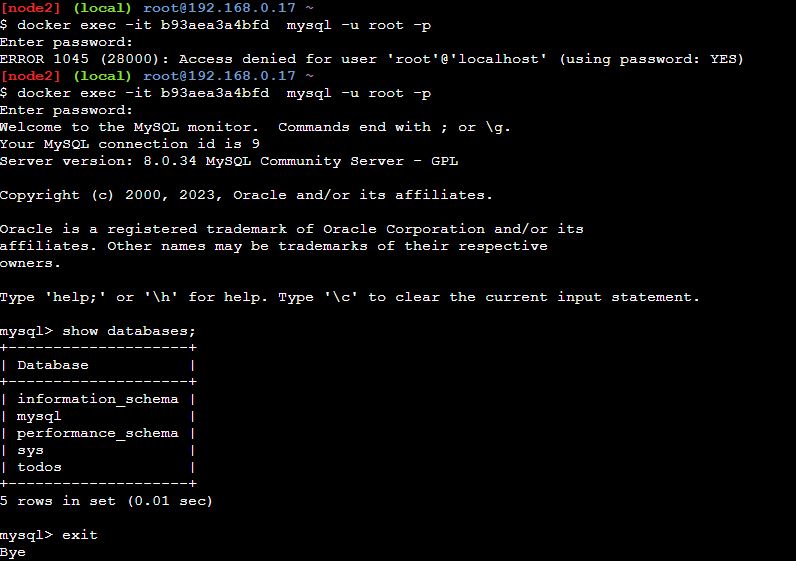 [node2] (local) root@192.168.0.17 ~
$ docker exec -it b93aea3a4bfd  mysql -u root -p
Enter password:
ERROR 1045 (28000): Access denied for user 'root'@'localhost' (using password: YES)
[node2] (local) root@192.168.0.17 ~
$ docker exec -it b93aea3a4bfd  mysql -u root -p
Enter password:
Welcome to the MySQL monitor.  Commands end with ; or \g.
Your MySQL connection id is 9
Server version: 8.0.34 MySQL Community Server - GPL

Copyright (c) 2000, 2023, Oracle and/or its affiliates.

Oracle is a registered trademark of Oracle Corporation and/or its
affiliates. Other names may be trademarks of their respective
owners.

Type 'help;' or '\h' for help. Type '\c' to clear the current input statement.

mysql> show databases;
+--------------------+
| Database           |
+--------------------+
| information_schema |
| mysql              |
| performance_schema |
| sys                |
| todos              |
+--------------------+
5 rows in set (0.01 sec)

mysql> exit
Bye